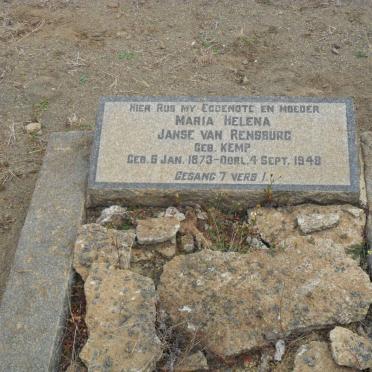 HIER RUS MY EGGENOTE EN MOEDER
MARIA HELENA
JANSE VAN RENSBURG
GEB. KEMP
GEB. 6 JAN. 1873-OORL. 4 SEPT. 1948
GESANG 7 VERS 1.